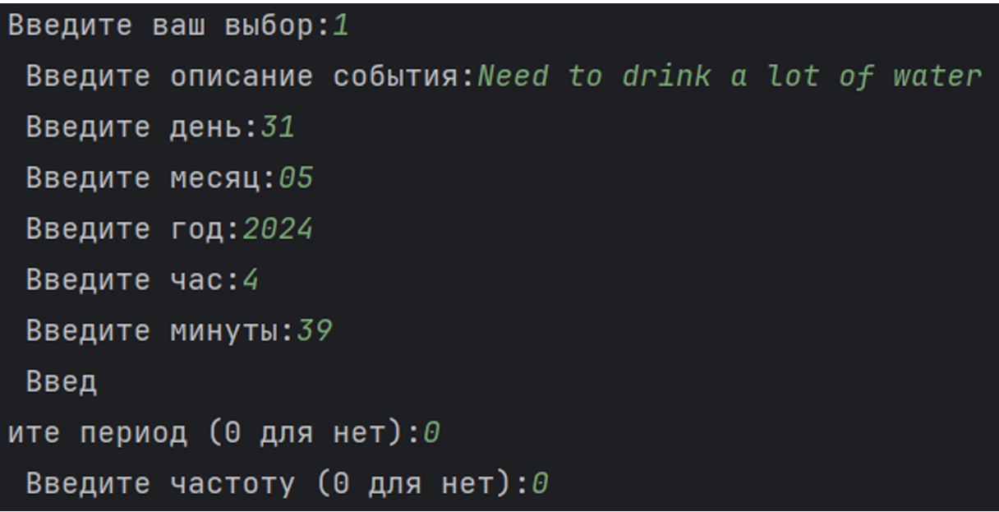 Введите ваш выбор:1
Введите описание события:Need to drink a lot of water
Введите день:31
Введите месяц:05
Введите год:2024
Введите час:4
Введите минуты:39
Введ
ите период (0 для нет):0
Введите частоту (0 для нет):0